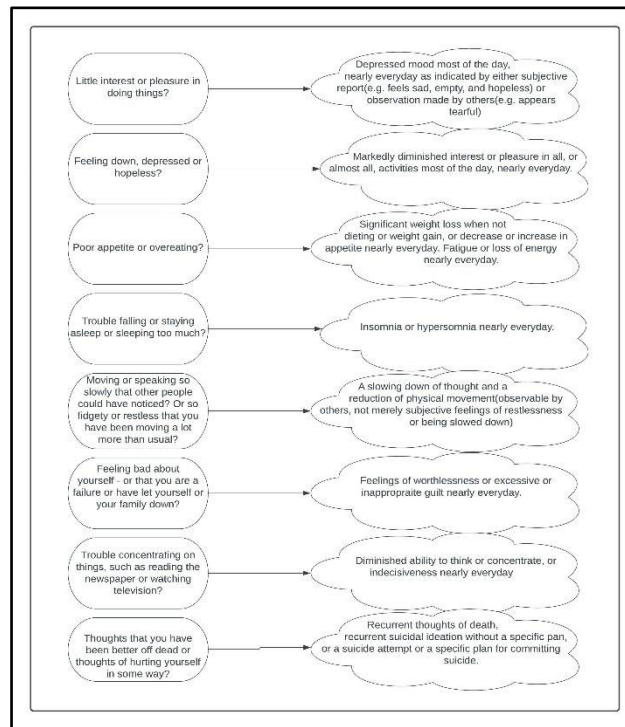 Little interest or pleasure in
doing things?
Depressed mood most of the day,
nearly everyday as indicated by either subjective
report(e.g. feels sad, empty, and hopeless) or
observation made by others(e.g. appears
tearful)
Feeling down, depressed or
hopeless?
Markedly diminished interest or pleasure in all, or
almost all, activities most of the day, nearly everyday.
Poor appetite or overeating?
Significant weight loss when not
dieting or weight gain, or decrease or increase in
appetite nearly everyday. Fatigue or loss of energy
nearly everyday.
Trouble falling or staying
asleep or sleeping too much?
Insomnia or hypersomnia nearly everyday.
Moving or speaking so
slowly that other people
could have noticed? Or so
fidgety or restless that you
have been moving a lot
more than usual?
A slowing down of thought and a
reduction of physical movement(observable by
others, not merely subjective feelings of restlessness
or being slowed down)
Feeling bad about
yourself - or that you are a
failure or have let yourself or
your family down?
Feelings of worthlessness or excessive or
inappropraite guilt nearly everyday.
Trouble concentrating on
things, such as reading the
newspaper or watching
television?
Diminished ability to think or concentrate, or
indecisiveness nearly everyday
Thoughts that you have
been better off dead or
thoughts of hurting yourself
in some way?
Recurrent thoughts of death,
recurrent suicidal ideation without a specific pan,
or a suicide attempt or a specific plan for committing
suicide.